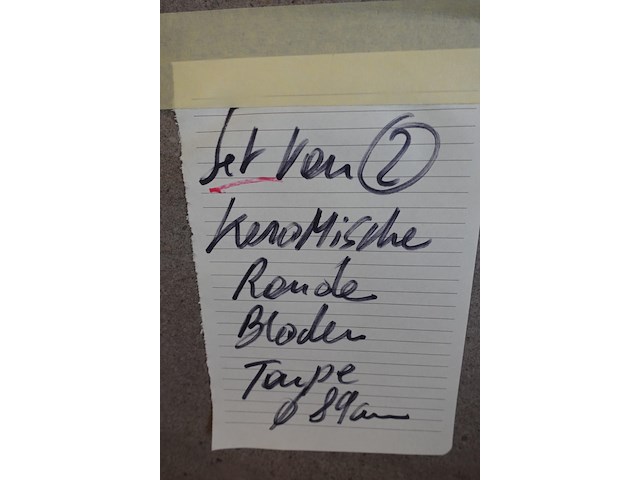 Set van 2
KeraMische
Ronde
Bladen
Taupe
ø 89cm